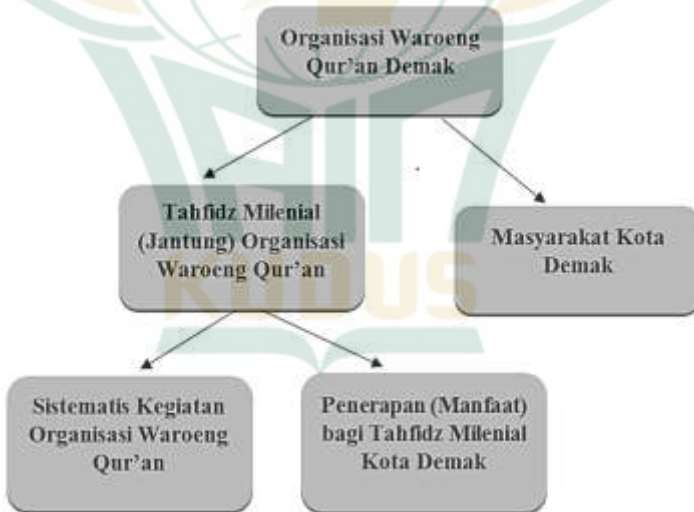 Organisasi Waroeng
Qur'an Demak
Tahfidz Milenial
(Jantung) Organisasi
Waroeng Qur'an
Masyarakat Kota
Demak
KUDUS
Sistematis Kegiatan
Organisasi Waroeng
Qur'an
Penerapan (Manfaat)
bagi Tahfidz Milenial
Kota Demak